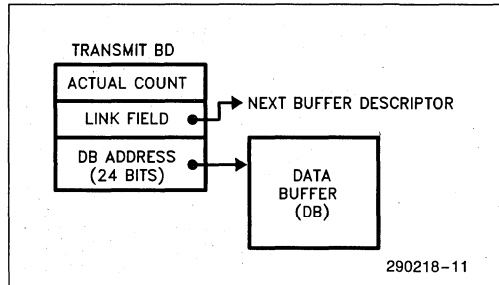 TRANSMIT BD
ACTUAL COUNT
LINK FIELD
NEXT BUFFER DESCRIPTOR
DB ADDRESS
(24 BITS)
DATA
BUFFER
(DB)
290218-11